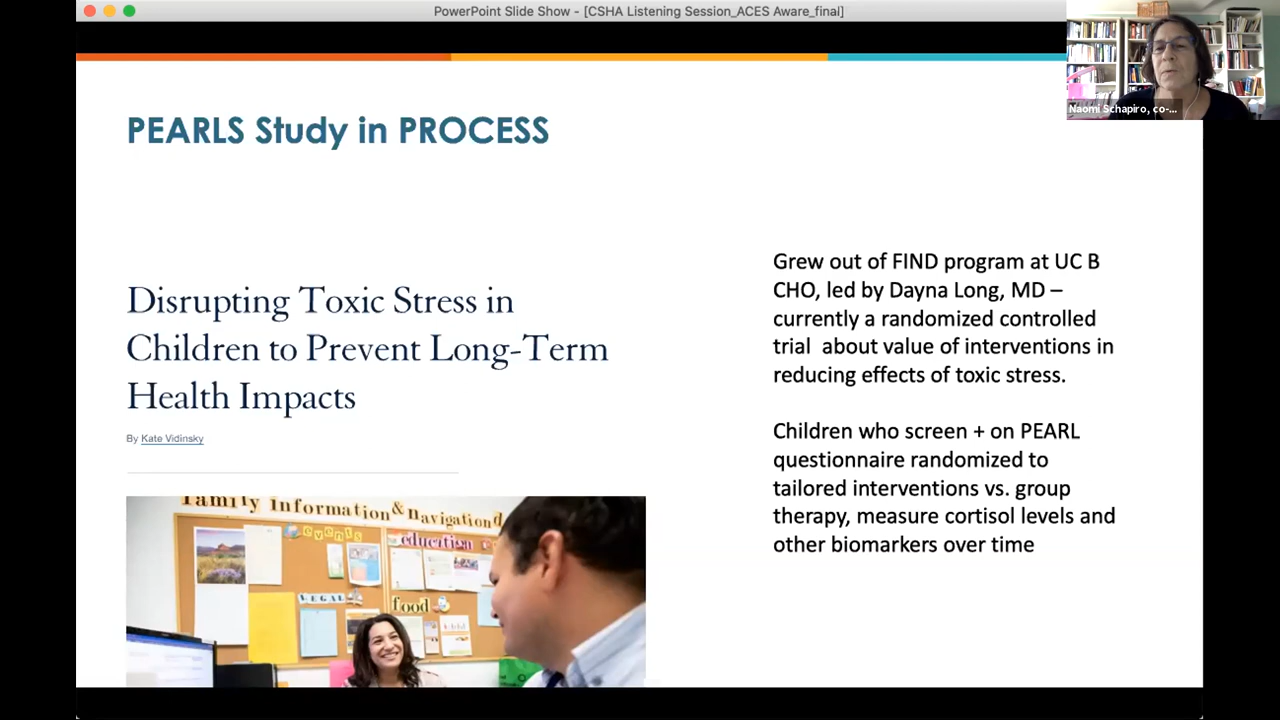 PowerPoint Slide Show - [CSHA Listening Session_ACES Aware_final]
Naomi Schapiro, co-...
PEARLS Study in PROCESS
Disrupting Toxic Stress in
Children to Prevent Long-Term
Health Impacts
By Kate Vidinsky
Family Information & Navigation
events
education
LEGAL
food
Grew out of FIND program at UC B
CHO, led by Dayna Long, MD –
currently a randomized controlled
trial about value of interventions in
reducing effects of toxic stress.
Children who screen + on PEARL
questionnaire randomized to
tailored interventions vs. group
therapy, measure cortisol levels and
other biomarkers over time